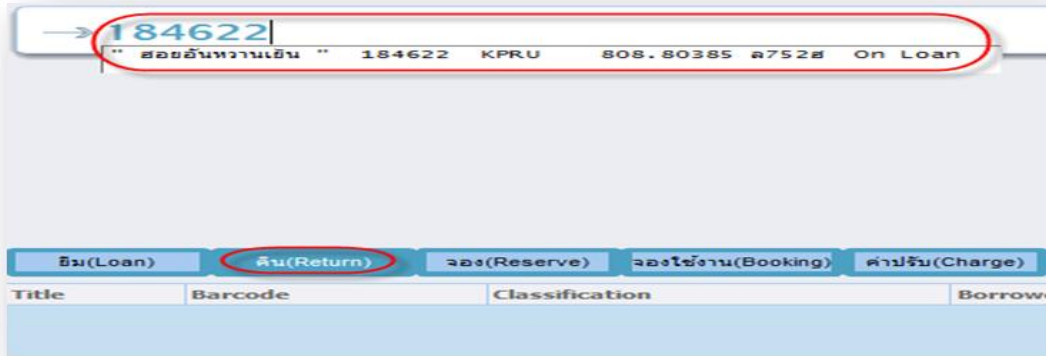 184622
" สอยอันทวานเยิน " 184622 KPRU 808.80385 ล752ส On Loan
ยืม(Loan) คืน(Return) จอง(Reserve) จองใช้งาน(Booking) ค่าปรับ(Charge)
Title Barcode Classification Borrowe